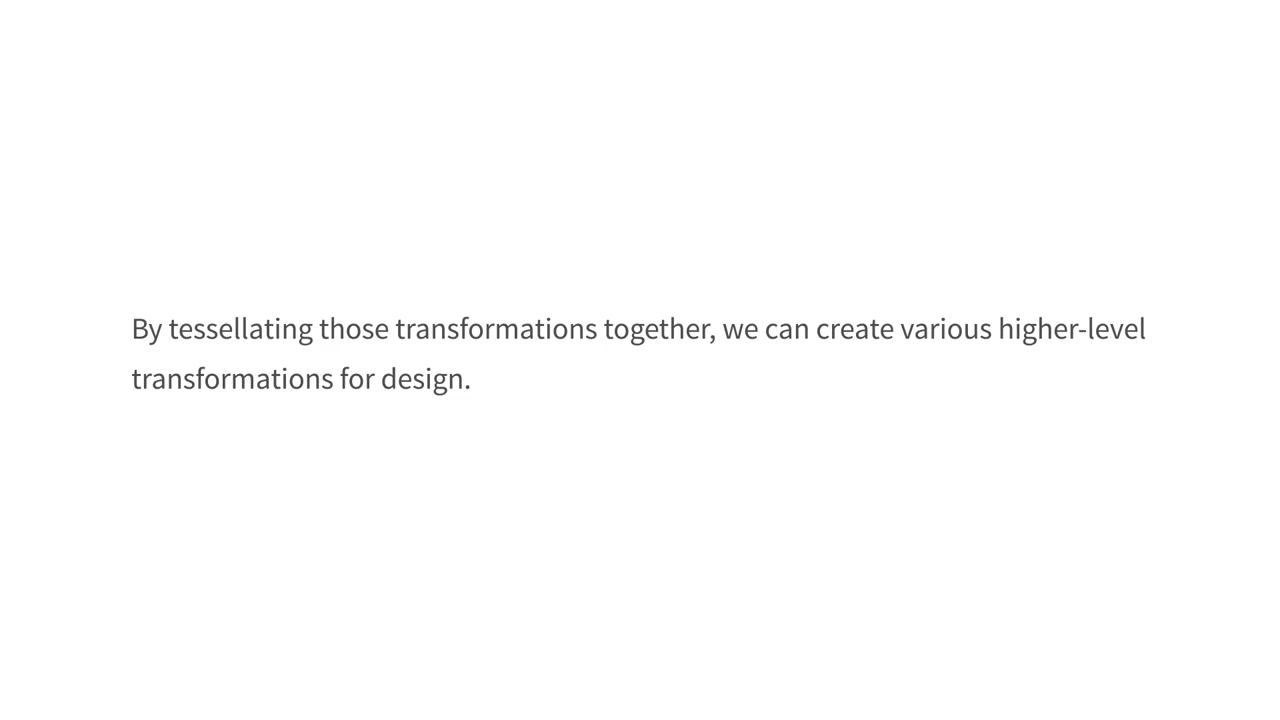 By tessellating those transformations together, we can create various higher-level
transformations for design.